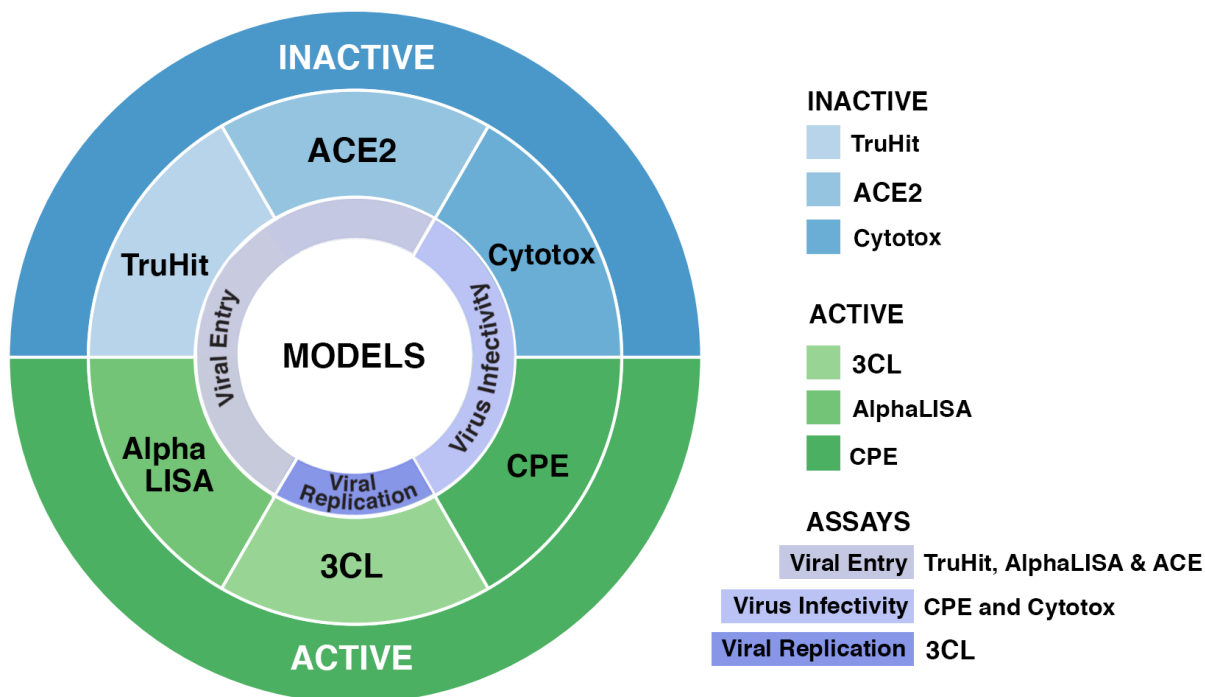 INACTIVE
ACE2
TruHit
Cytotox
Viral Entry
MODELS
Virus Infectivity
Alpha
LISA
CPE
Viral
Replication
3CL
ACTIVE
INACTIVE
TruHit
ACE2
Cytotox
ACTIVE
3CL
AlphaLISA
CPE
ASSAYS
Viral Entry TruHit, AlphaLISA & ACE
Virus Infectivity CPE and Cytotox
Viral Replication 3CL